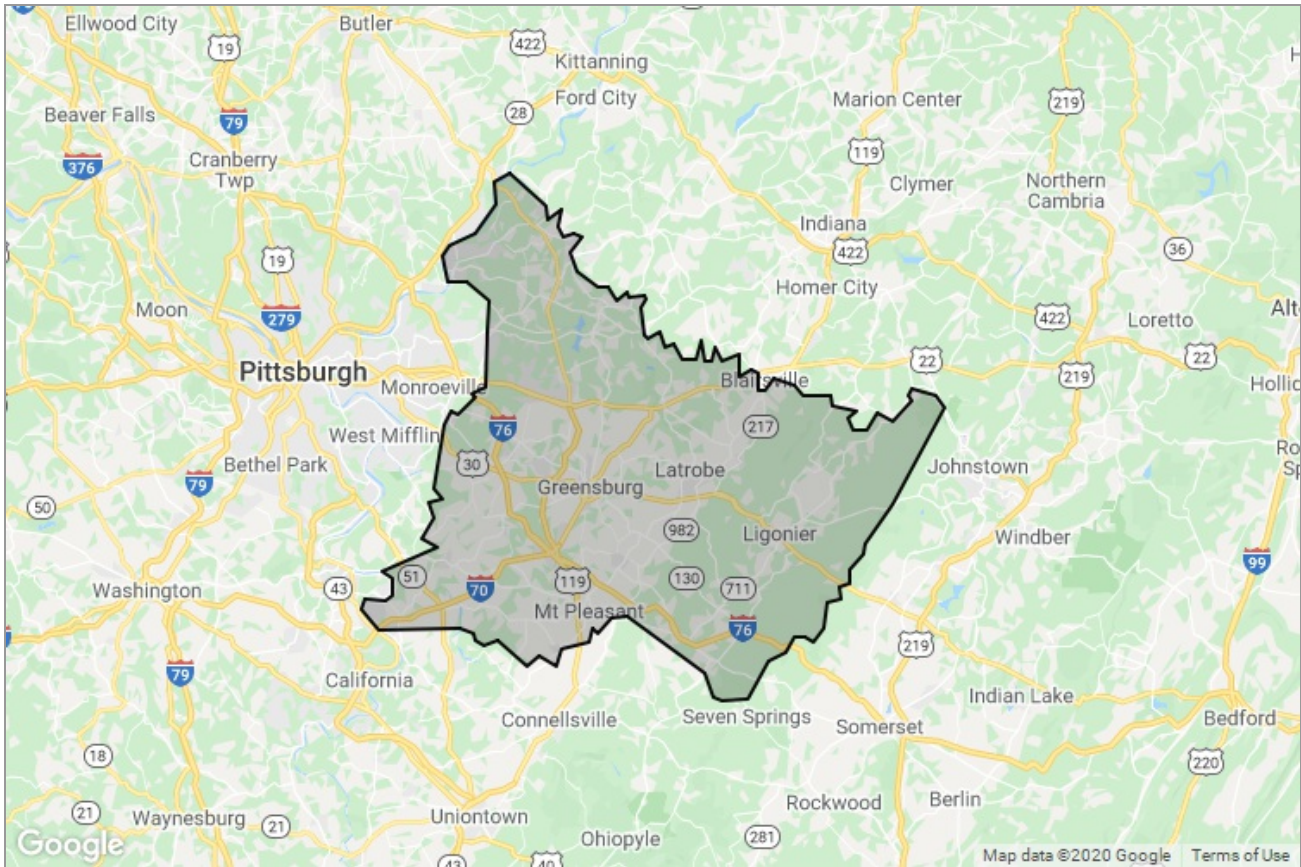 Ellwood City
Butler
19
422
Kittanning
Ford City
28
Marion Center
219
Beaver Falls
79
376
Cranberry
Twp
119
Clymer
Northern
Cambria
Indiana
422
36
19
Homer City
Moon
279
422
Loretto
Alto
22
22
Pittsburgh
Monroeville
Blairsville
219
Hollid
76
217
West Mifflin
30
Bethel Park
Latrobe
Johnstown
79
Greensburg
50
982
Ligonier
Windber
99
51
43
70
119
130
711
Washington
Mt Pleasant
76
219
79
California
Indian Lake
Connellsville
Seven Springs
Somerset
Bedford
18
220
21
Waynesburg
21
Uniontown
Rockwood
Berlin
Ohiopyle
281
43
40
Google
Map data ©2020 Google
Terms of Use